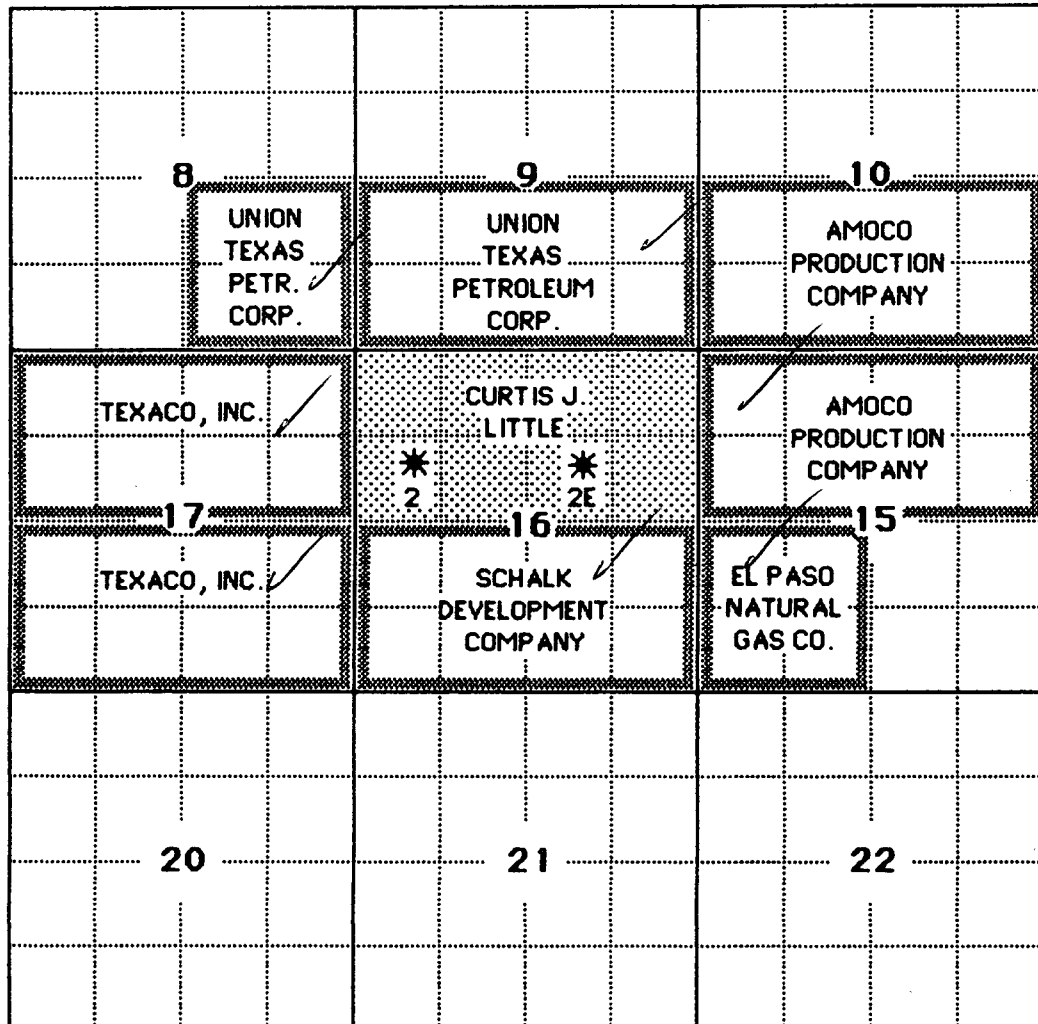 8
9
10
UNION
TEXAS
PETR.
CORP.
UNION
TEXAS
PETROLEUM
CORP.
AMOCO
PRODUCTION
COMPANY
TEXACO, INC.
CURTIS J.
LITTLE
2
2E
AMOCO
PRODUCTION
COMPANY
17
16
15
TEXACO, INC.
SCHALK
DEVELOPMENT
COMPANY
EL PASO
NATURAL
GAS CO.
20
21
22